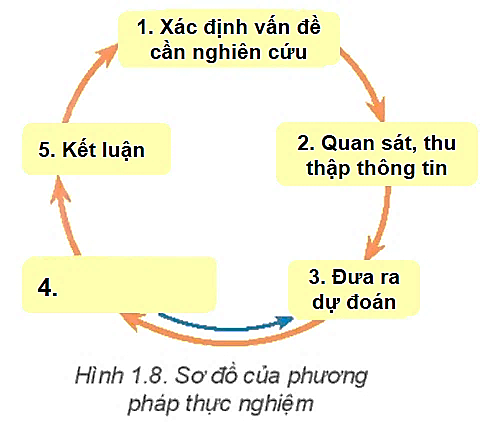 1. Xác định vấn đề
cần nghiên cứu
2. Quan sát, thu
thập thông tin
3. Đưa ra
dự đoán
4.
5. Kết luận
Hình 1.8. Sơ đồ của phương
pháp thực nghiệm